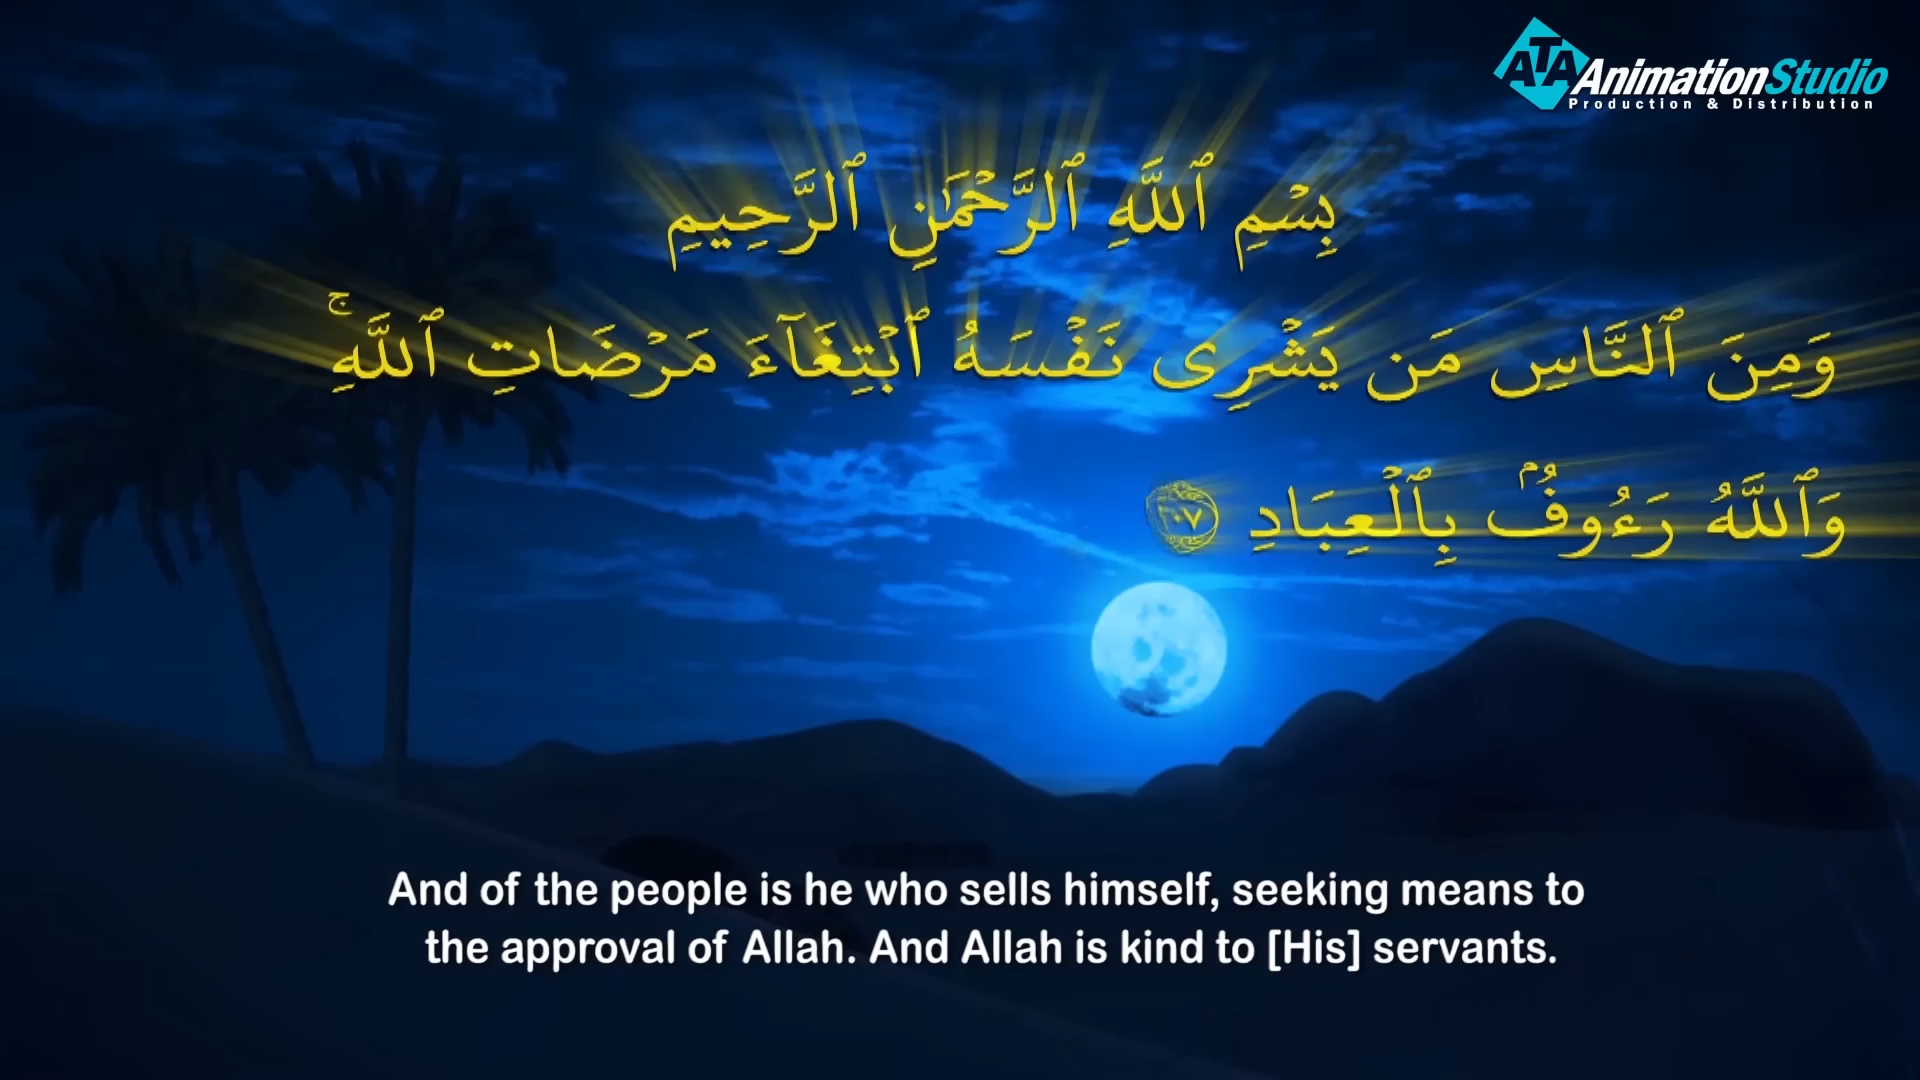 ATA AnimationStudio
Production & Distribution
بِسْمِ ٱللَّهِ ٱلرَّحْمَـٰنِ ٱلرَّحِيمِ
وَمِنَ ٱلنَّاسِ مَن يَشْرِى نَفْسَهُ ٱبْتِغَآءَ مَرْضَاتِ ٱللَّهِ ۚ
وَٱللَّهُ رَءُوفٌۢ بِٱلْعِبَادِ ٢٠٧
And of the people is he who sells himself, seeking means to
the approval of Allah. And Allah is kind to [His] servants.